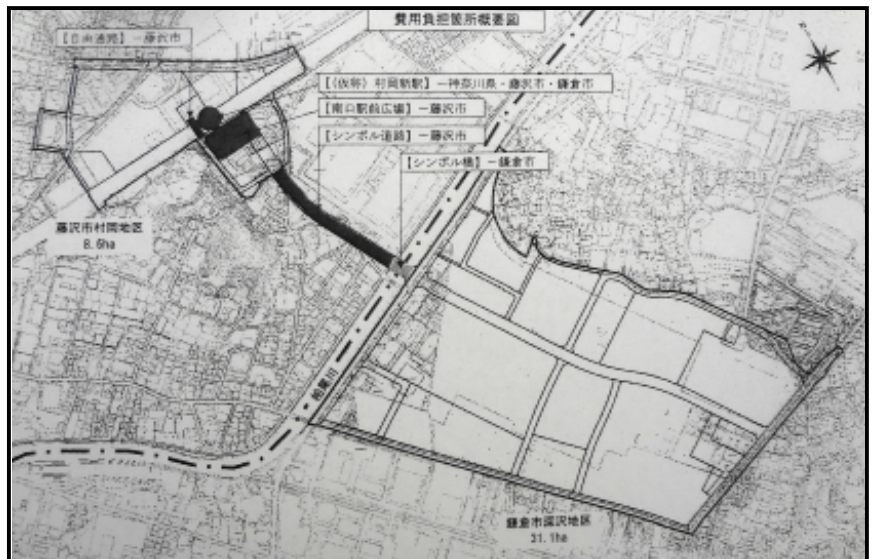 費用負担箇所概要図
【自由通路】－藤沢市
【(仮称)村岡新駅】－神奈川県・藤沢市・鎌倉市
【南口駅前広場】－藤沢市
【シンボル道路】－藤沢市
【シンボル橋】－鎌倉市
藤沢市村岡地区
8.6ha
柏尾川
鎌倉市深沢地区
31.1ha